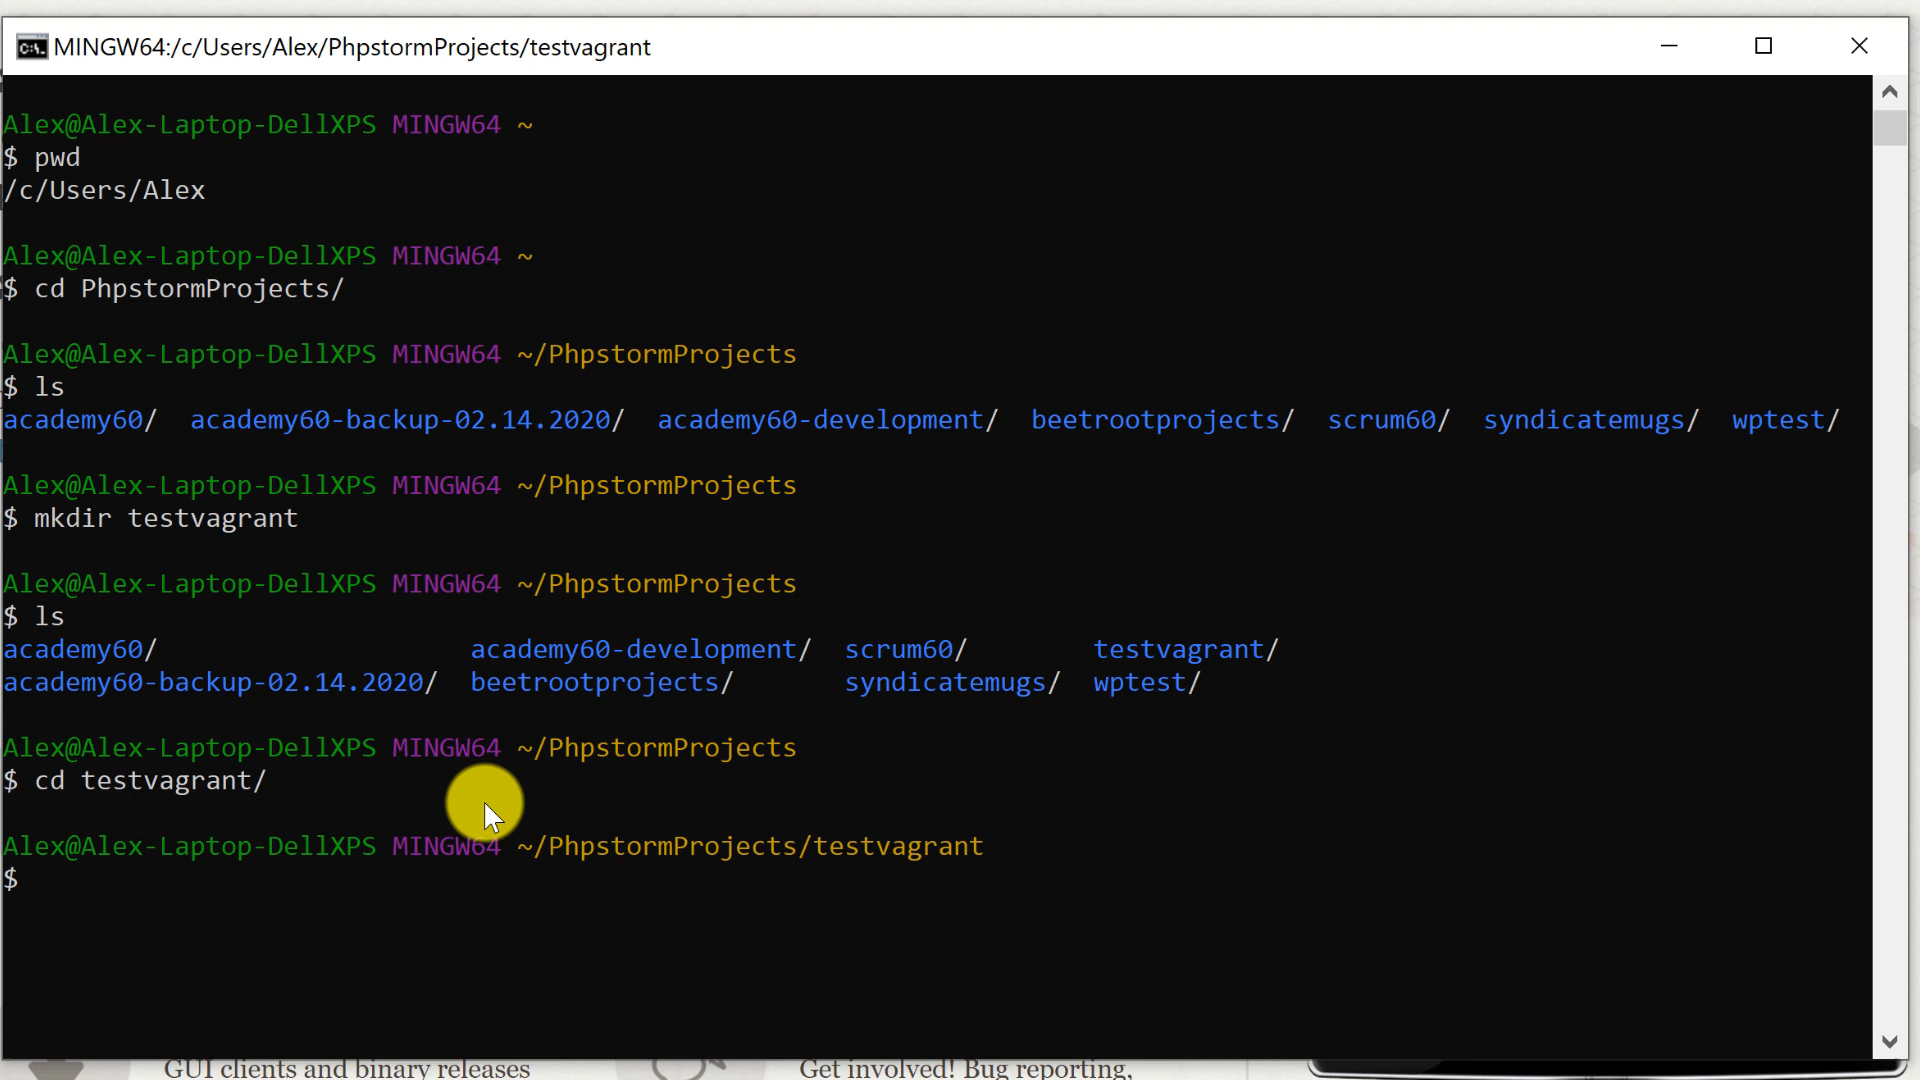 MINGW64:/c/Users/Alex/PhpstormProjects/testvagrant
Alex@Alex-Laptop-DellXPS MINGW64 ~
$ pwd
/c/Users/Alex
Alex@Alex-Laptop-DellXPS MINGW64 ~
$ cd PhpstormProjects/
Alex@Alex-Laptop-DellXPS MINGW64 ~/PhpstormProjects
$ ls
academy60/ academy60-backup-02.14.2020/ academy60-development/ beetrootprojects/ scrum60/ syndicatemugs/ wptest/
Alex@Alex-Laptop-DellXPS MINGW64 ~/PhpstormProjects
$ mkdir testvagrant
Alex@Alex-Laptop-DellXPS MINGW64 ~/PhpstormProjects
$ ls
academy60/ academy60-development/ scrum60/ testvagrant/
academy60-backup-02.14.2020/ beetrootprojects/ syndicatemugs/ wptest/
Alex@Alex-Laptop-DellXPS MINGW64 ~/PhpstormProjects
$ cd testvagrant/
Alex@Alex-Laptop-DellXPS MINGW64 ~/PhpstormProjects/testvagrant
$
GUI clients and binary releases
Get involved! Bug reporting,